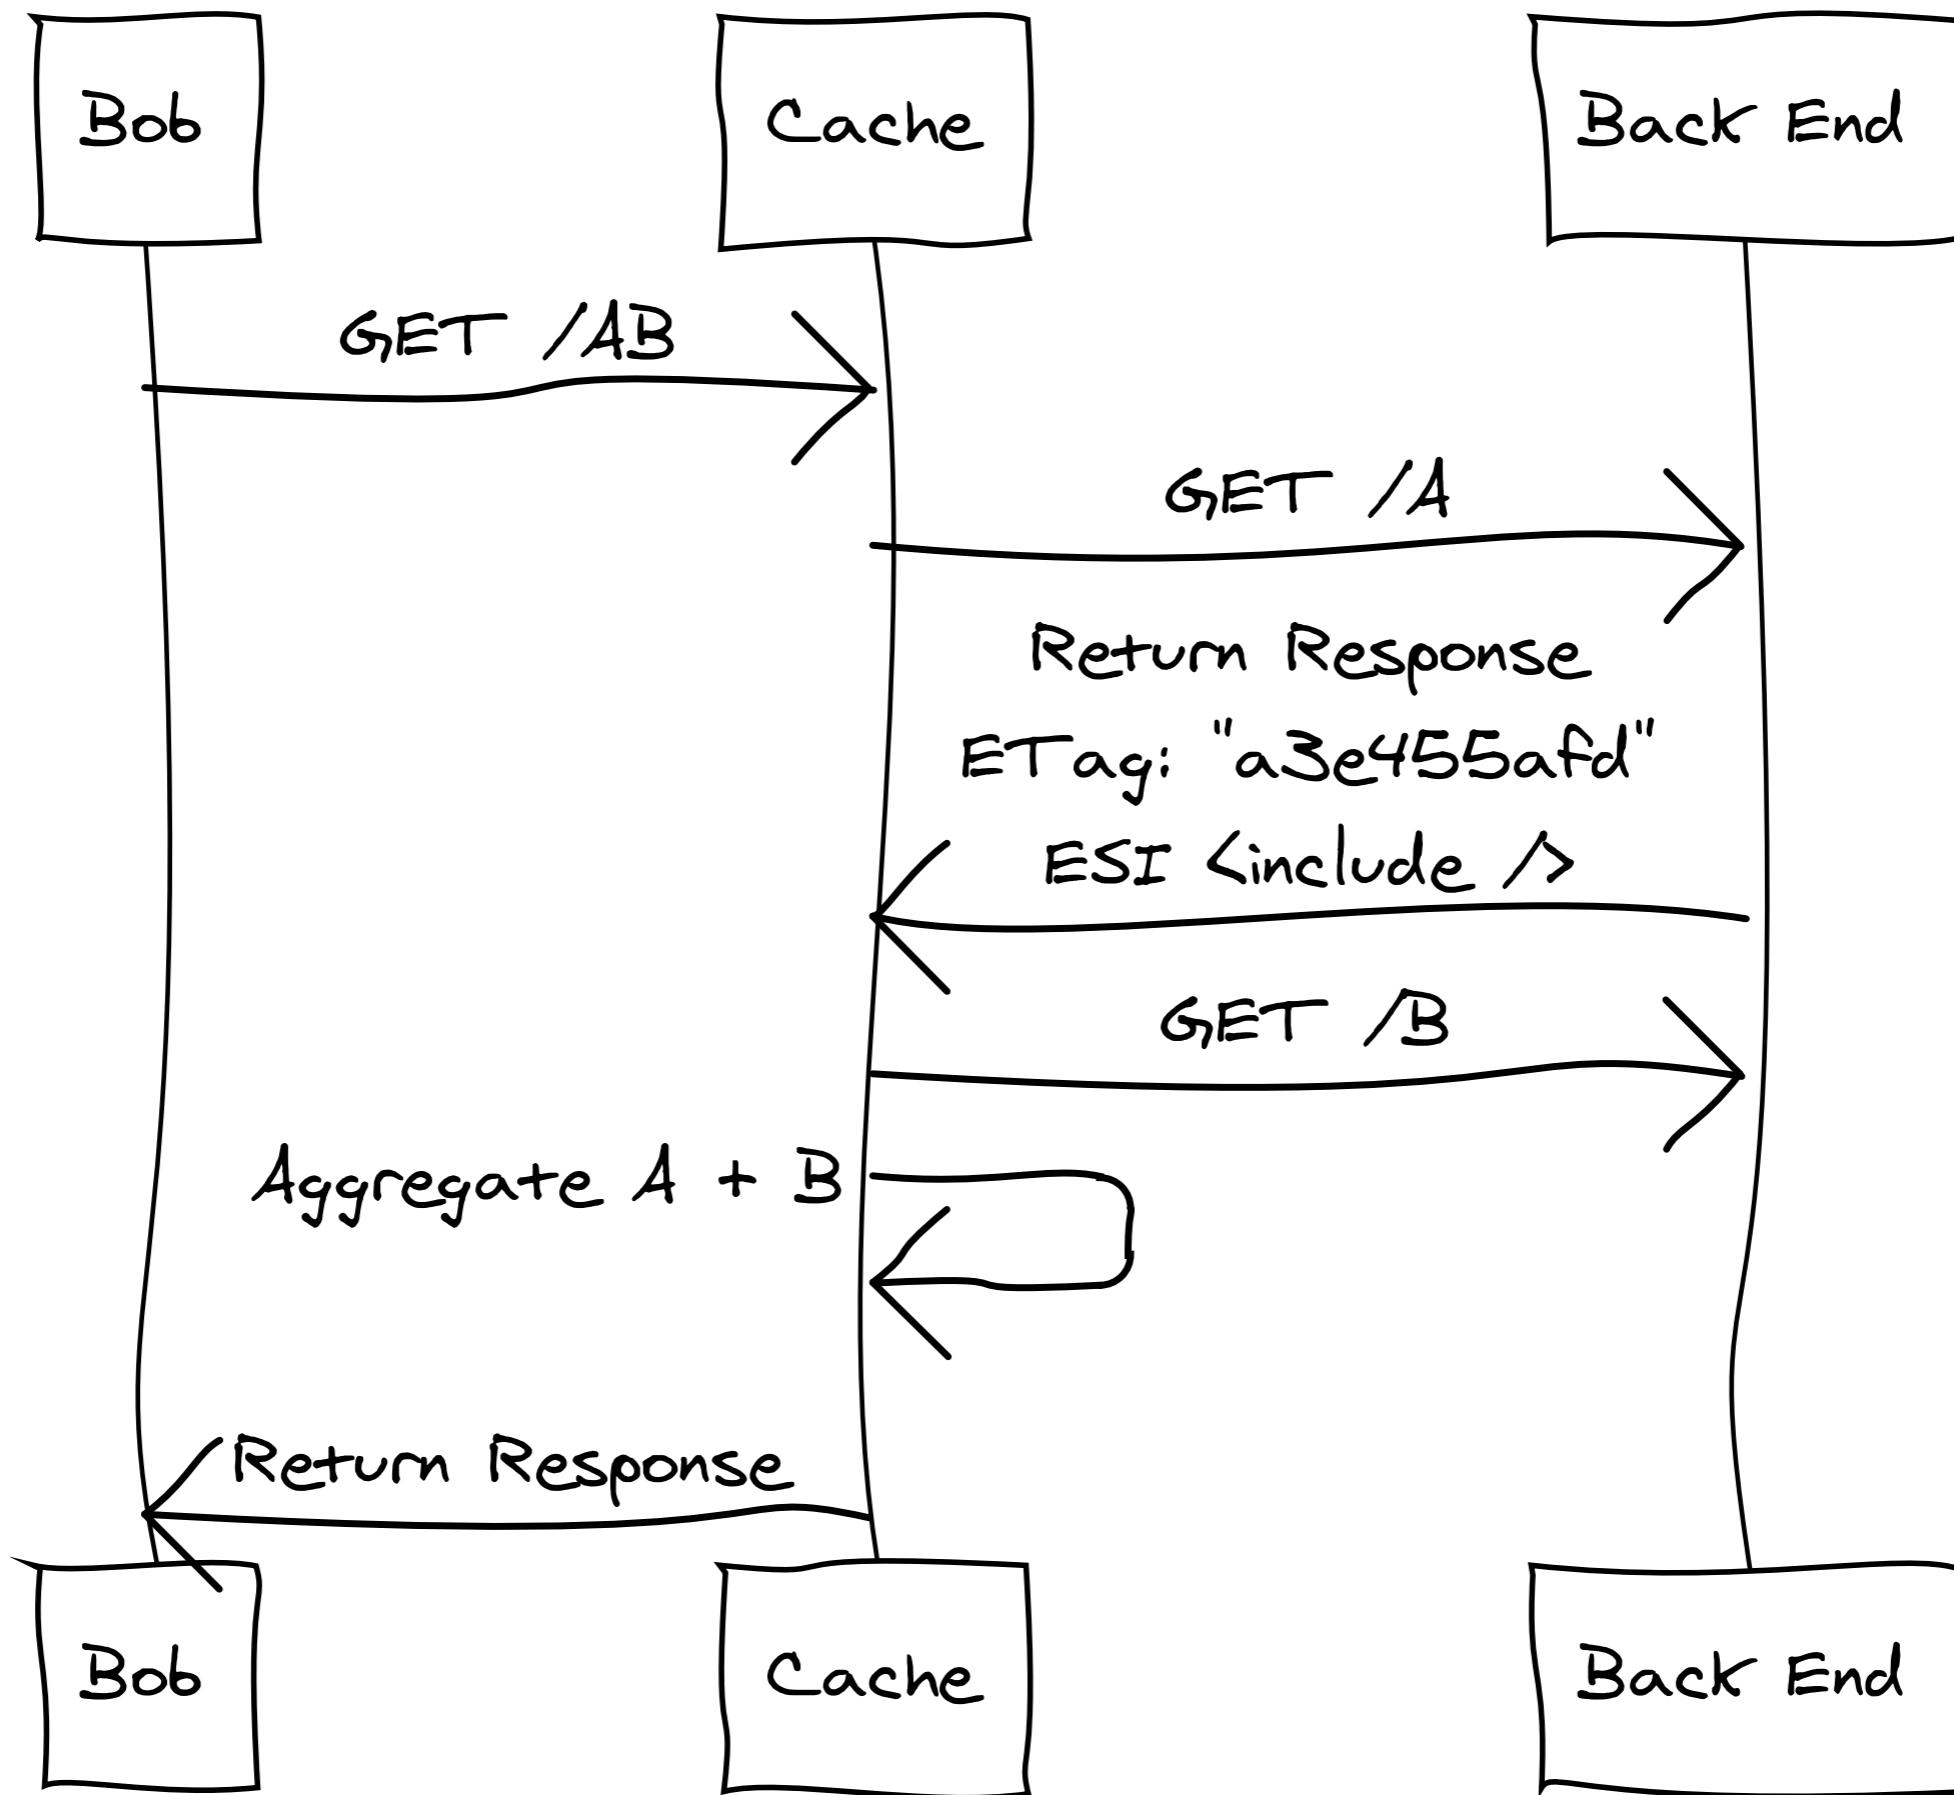 Bob
Cache
Back End
GET /AB
GET /A
Return Response
ETag: "a3e455afd"
ESI <include />
GET /B
Aggregate A + B
Return Response
Bob
Cache
Back End